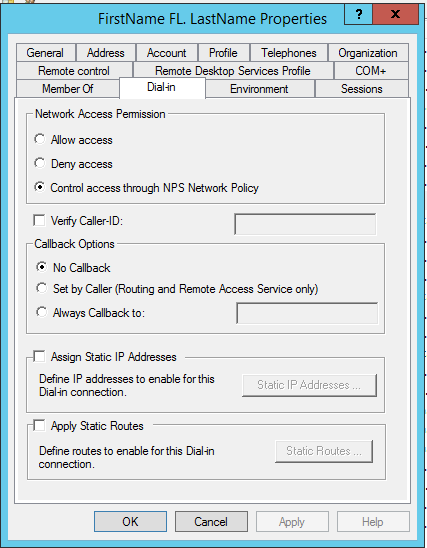 FirstName FL. LastName Properties
? x
General Address Account Profile Telephones Organization
Remote control Remote Desktop Services Profile COM+
Member Of Dial-in Environment Sessions
Network Access Permission
Allow access
Deny access
Control access through NPS Network Policy
Verify Caller-ID:
Callback Options
No Callback
Set by Caller (Routing and Remote Access Service only)
Always Callback to:
Assign Static IP Addresses
Define IP addresses to enable for this
Dial-in connection.
Static IP Addresses ...
Apply Static Routes
Define routes to enable for this Dial-in
connection.
Static Routes ...
OK Cancel Apply Help